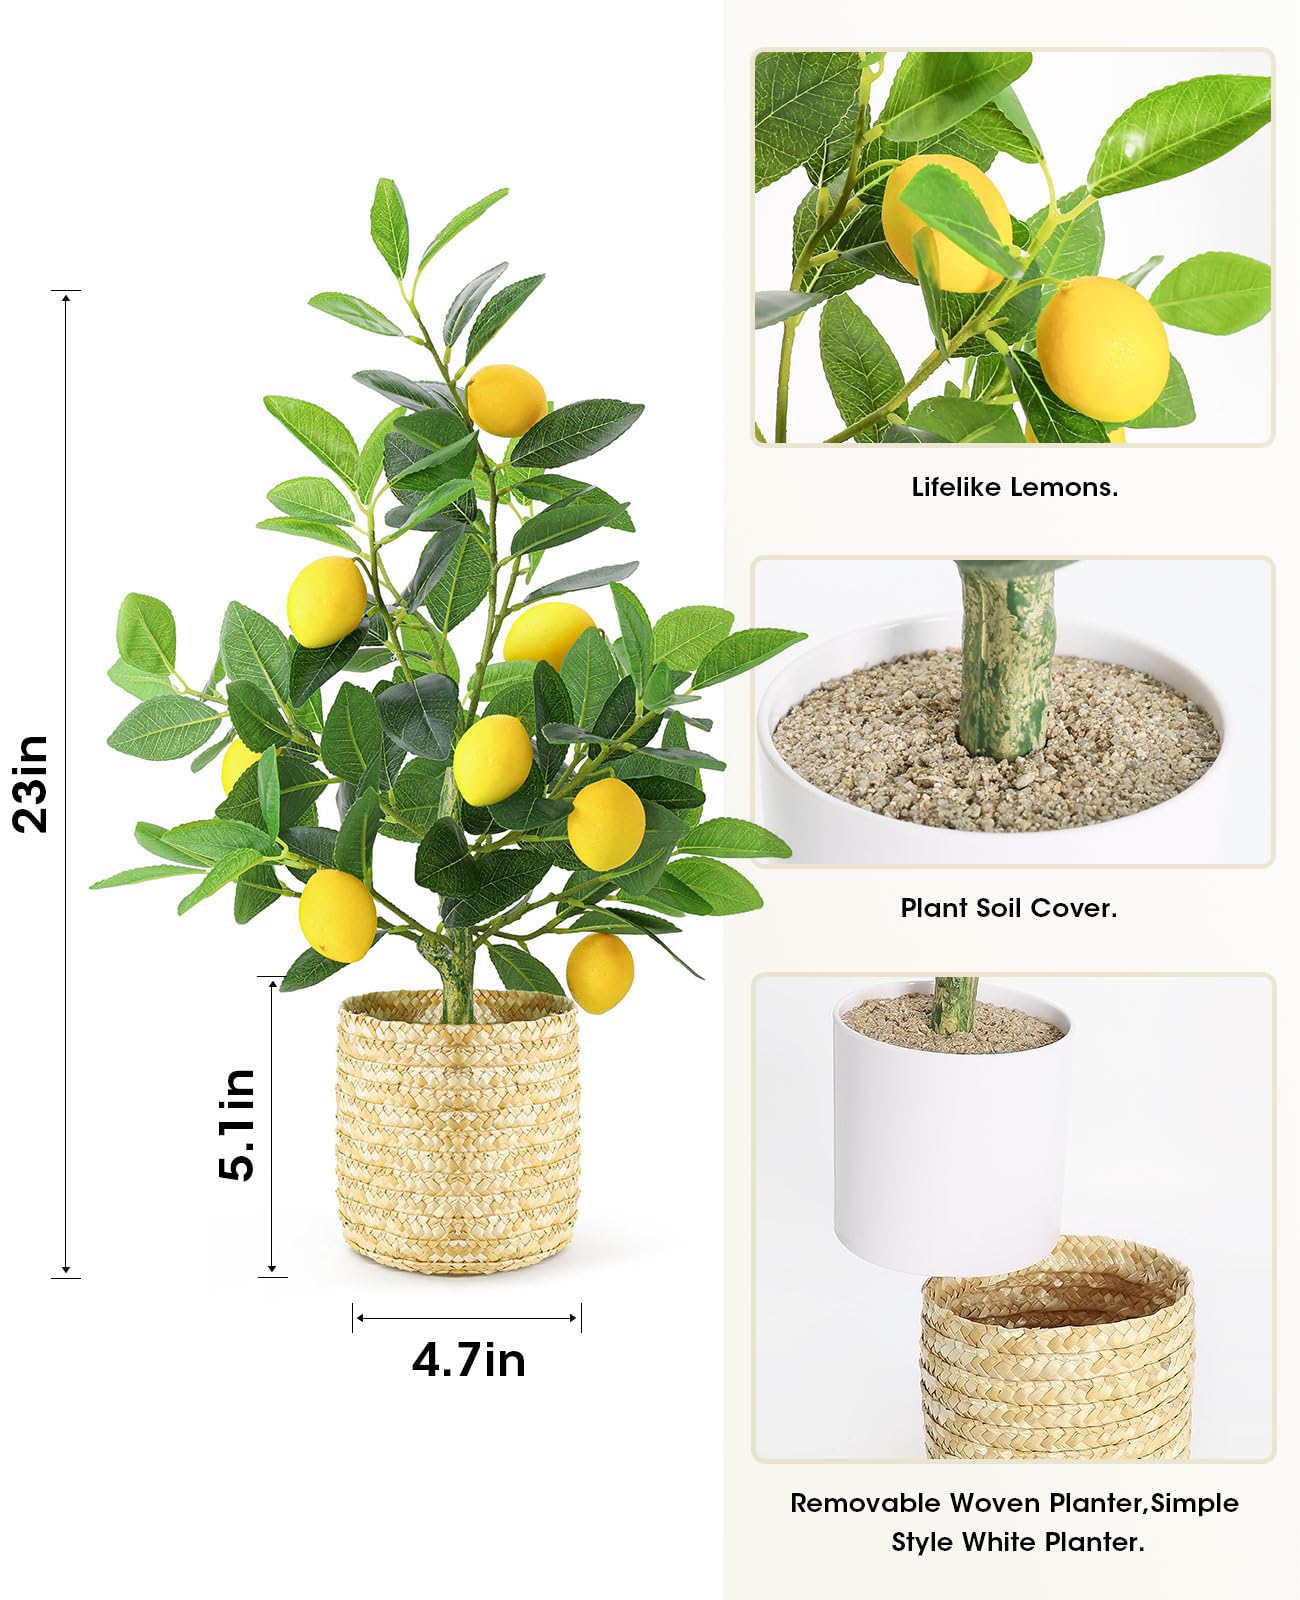 23in
5.1in
4.7in
Lifelike Lemons.
Plant Soil Cover.
Removable Woven Planter,Simple
Style White Planter.